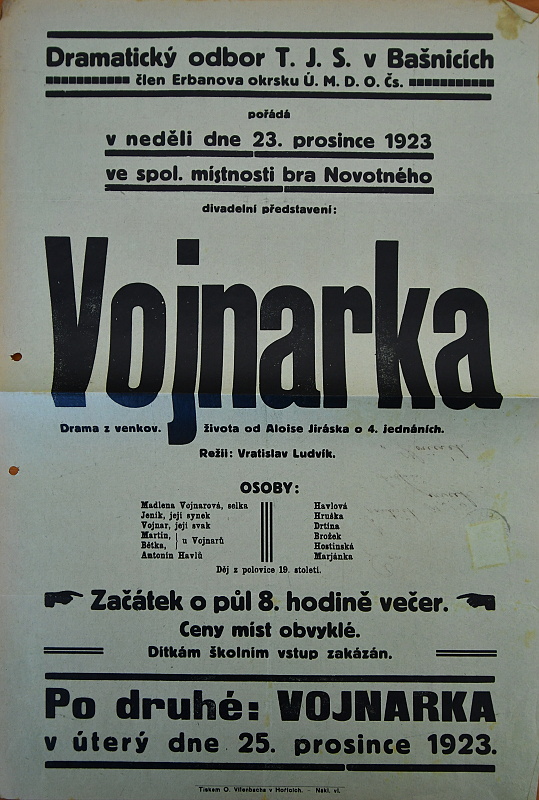 Dramatický odbor T. J. S. v Bašnicích
člen Erbanova okrsku Ú. M. D. O. Čs.
pořádá
v neděli dne 23. prosince 1923
ve spol. místnosti bra Novotného
divadelní představení:
Vojnarka
Drama z venkov. života od Aloise Jiráska o 4. jednáních.
Režii: Vratislav Ludvík.
OSOBY:
Madlena Vojnarová, selka Havlová
Jeník, její synek Hruška
Vojnar, její svak Drtina
Martin, Brožek
Bětka, u Vojnarů Hostinská
Antonín Havlů Marjánka
Děj z polovice 19. století.
Začátek o půl 8. hodině večer.
Ceny míst obvyklé.
Dítkám školním vstup zakázán.
Po druhé: VOJNARKA
v úterý dne 25. prosince 1923.
Tiskem O. Vilenbacha v Hořicích. - Nákl. vl.